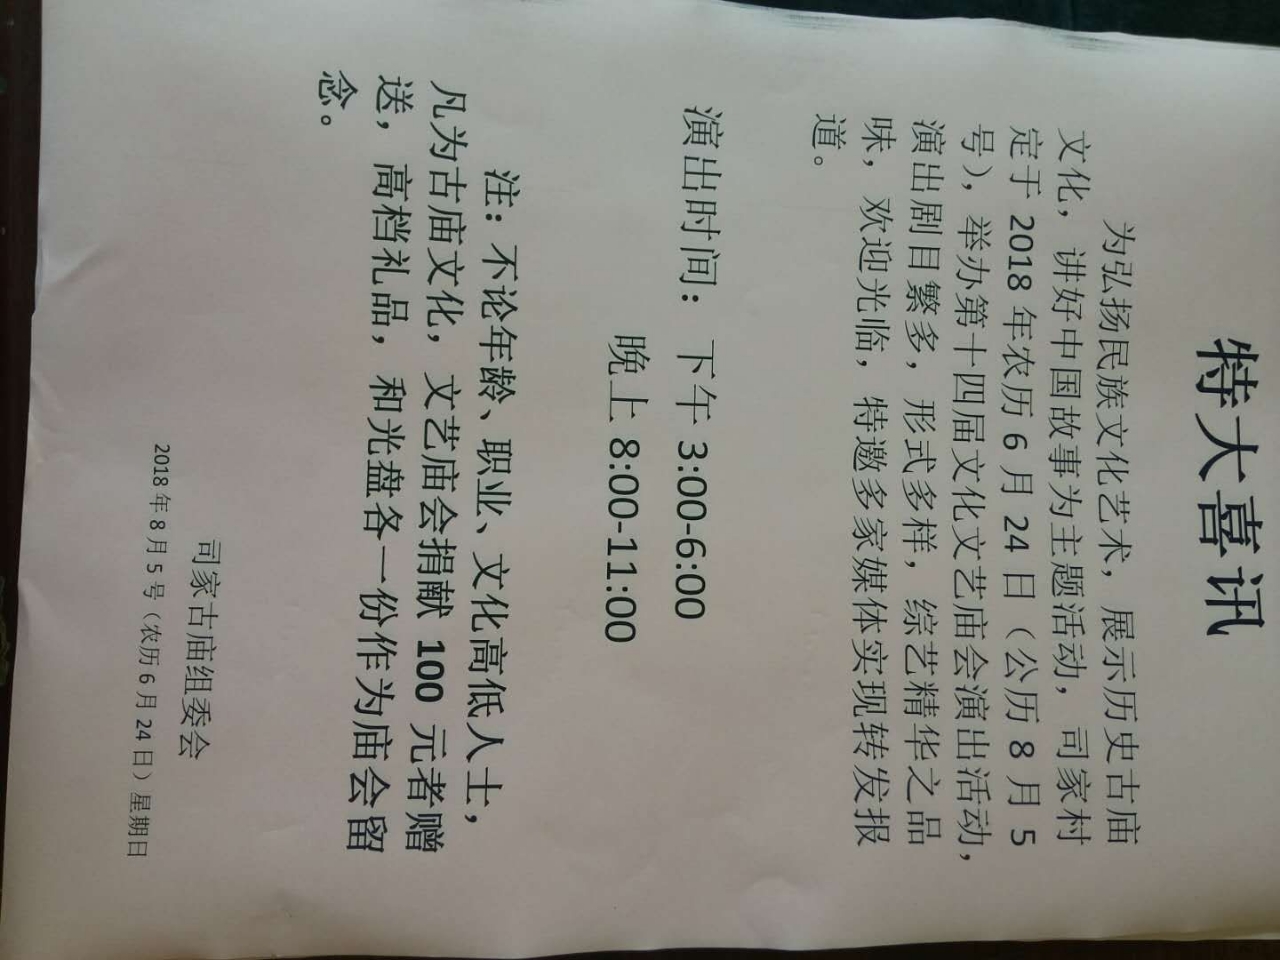 特大喜讯
为弘扬民族文化艺术，展示历史古庙
文化，讲好中国故事为主题活动，司家村
定于 2018 年农历 6 月 24 日（公历 8 月 5
号），举办第十四届文化文艺庙会演出活动，
演出剧目繁多，形式多样，综艺精华之品
味，欢迎光临，特邀多家媒体实现转发报
道。
演出时间：下午 3:00-6:00
晚上 8:00-11:00
注：不论年龄、职业、文化高低人士，
凡为古庙文化，文艺庙会捐献 100 元者赠
送，高档礼品，和光盘各一份作为庙会留
念。
司家古庙组委会
2018 年 8 月 5 号（农历 6 月 24 日）星期日